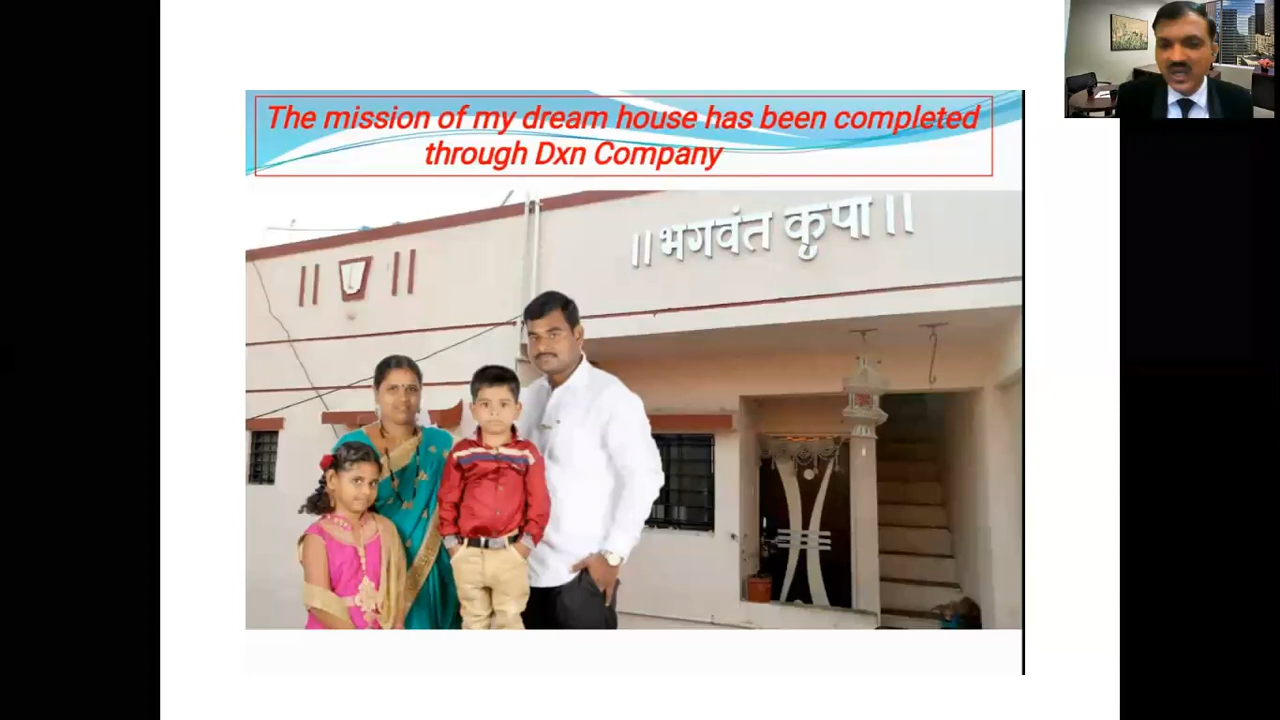 The mission of my dream house has been completed
through Dxn Company
||भगवंत कृपा||